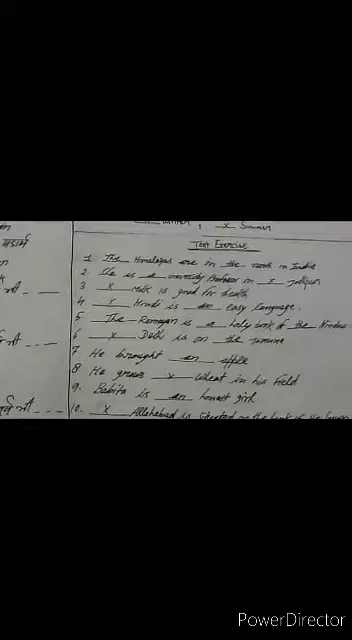 x Summer
Test Exercise
1 The Himalayas are in the north in India
2. He is a university Professor in x
3 x Milk is good for health
4 x Hindi is an easy Language.
5 The Ramayan is a holy book of the Hindus
6 x Delhi is on the
7 He brought an apple
8 He grows x Wheat in his field
9. Babita is an honest girl
10. x Allahabad is on the bank of the
PowerDirector